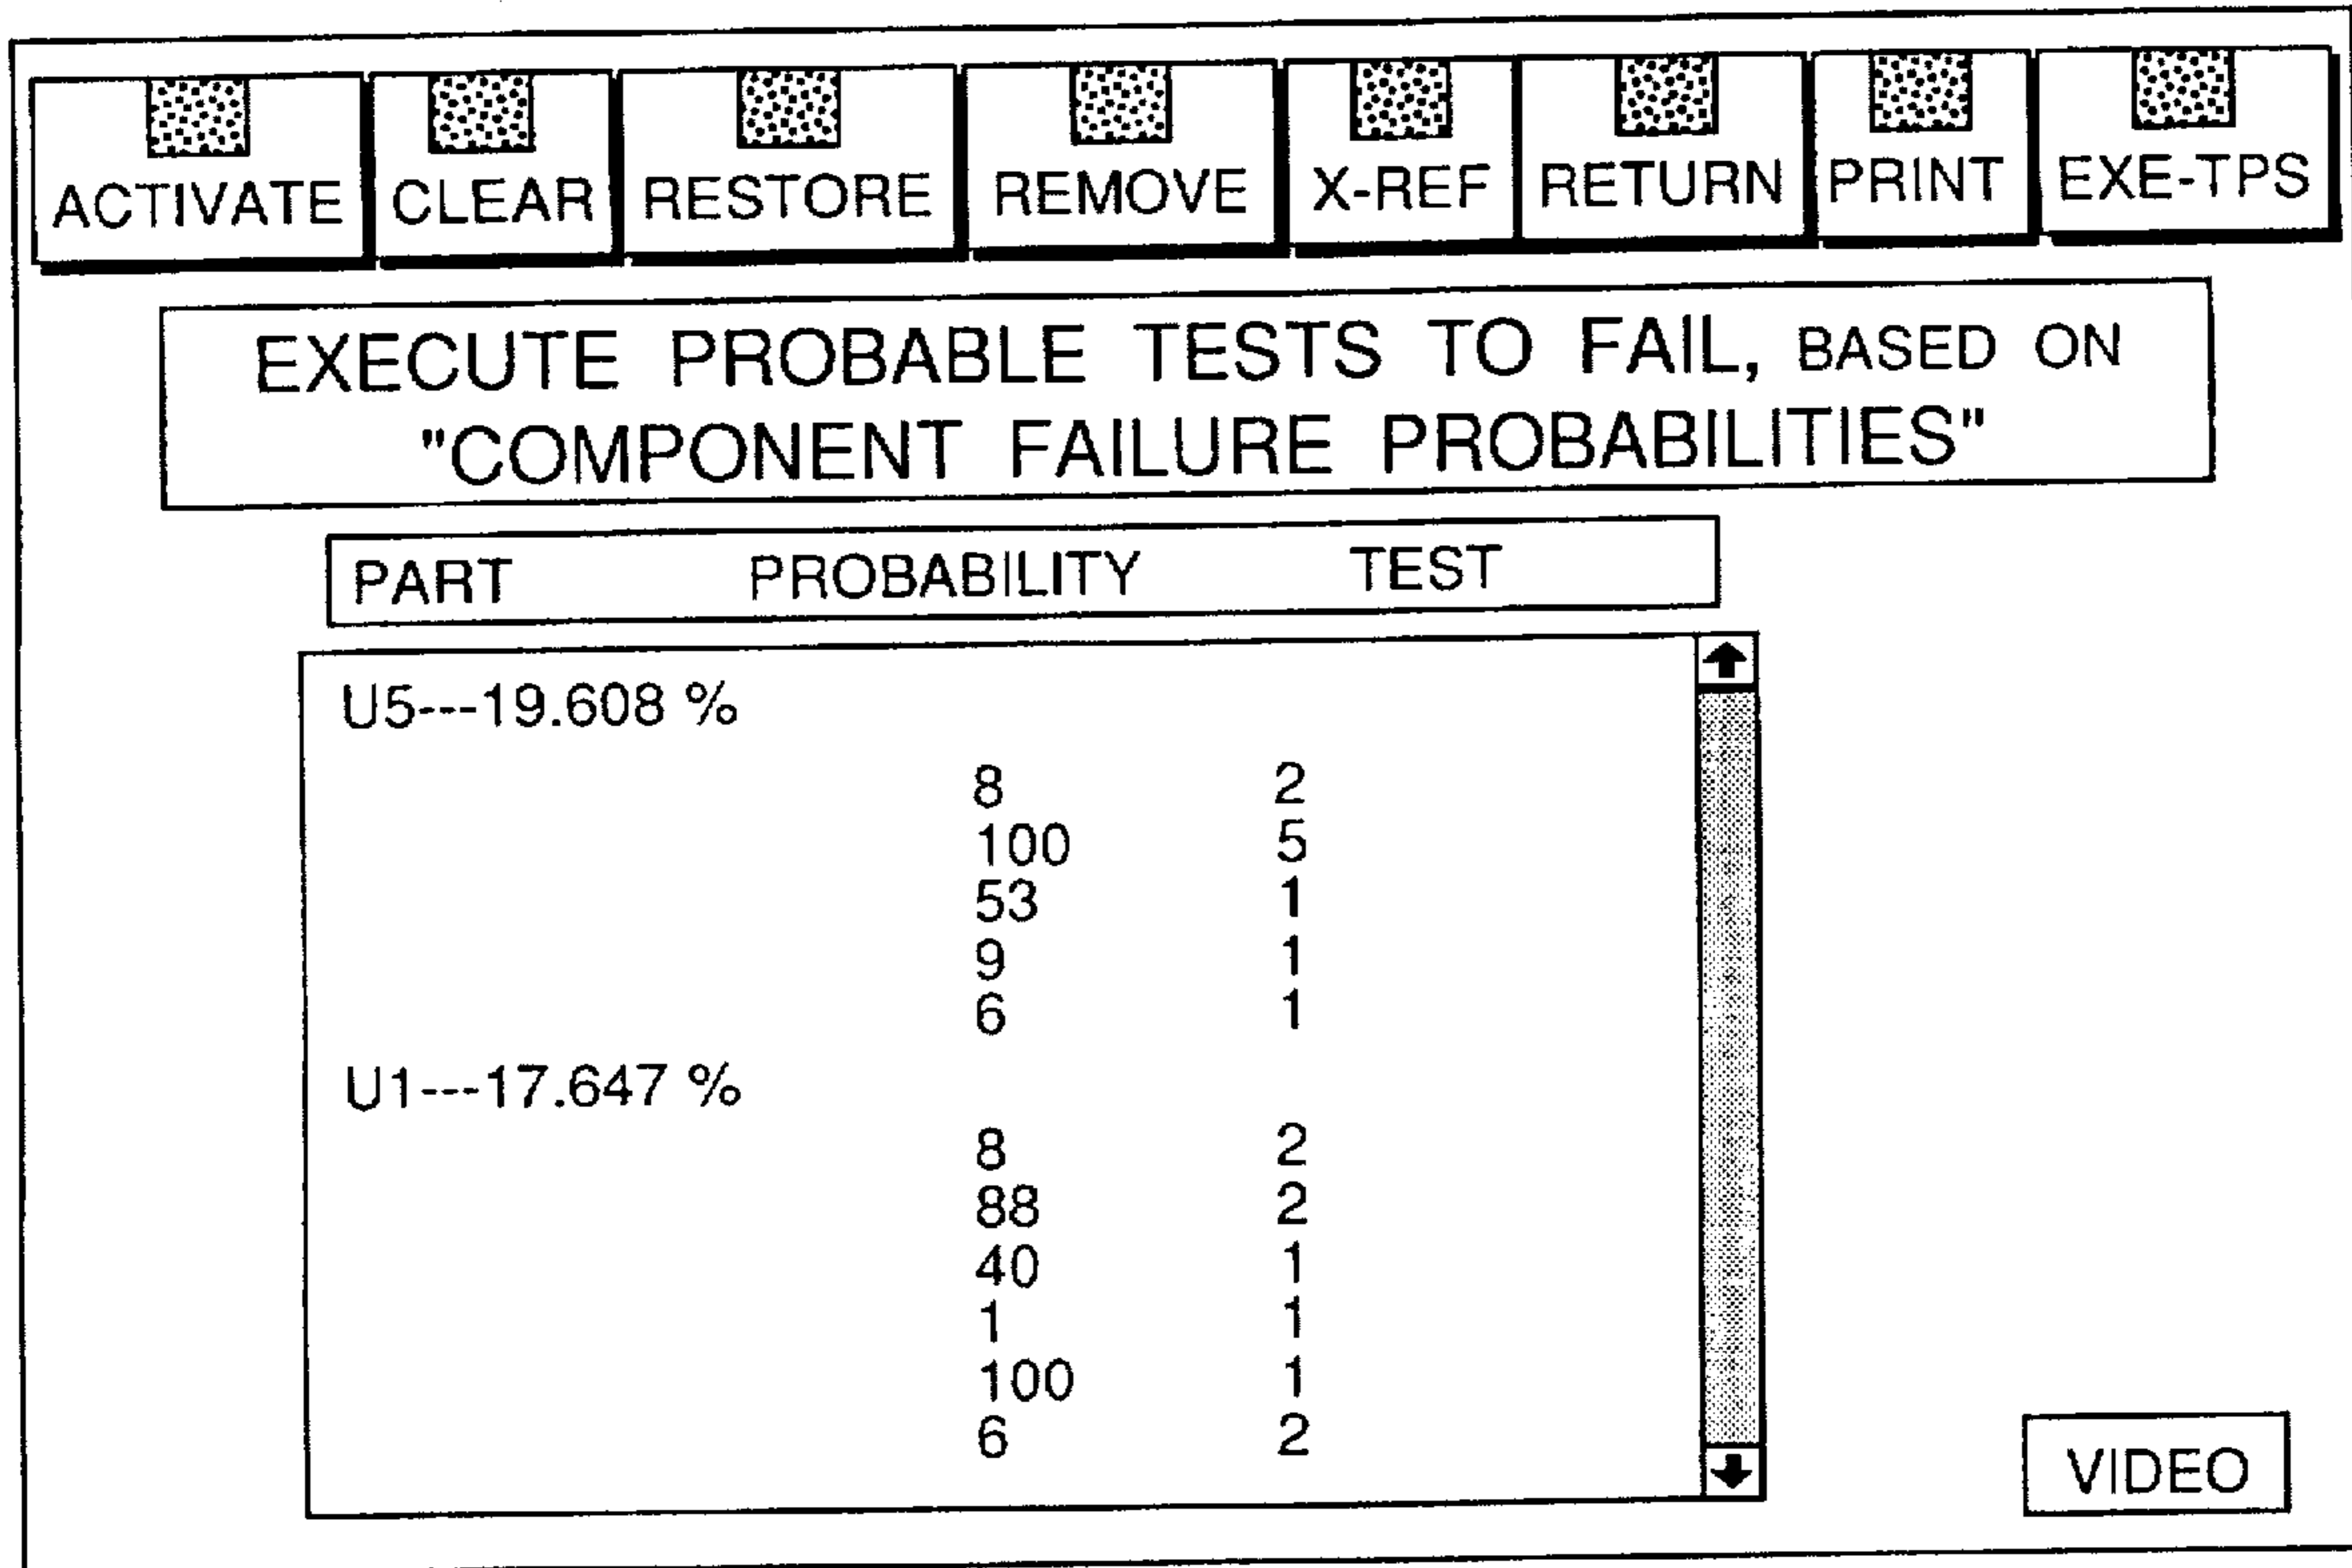 ACTIVATE CLEAR RESTORE REMOVE X-REF RETURN PRINT EXE-TPS
EXECUTE PROBABLE TESTS TO FAIL, BASED ON
"COMPONENT FAILURE PROBABILITIES"
PART PROBABILITY TEST
U5---19.608 %
8 2
100 5
53 1
9 1
6 1
U1---17.647 %
8 2
88 2
40 1
1 1
100 1
6 2
VIDEO